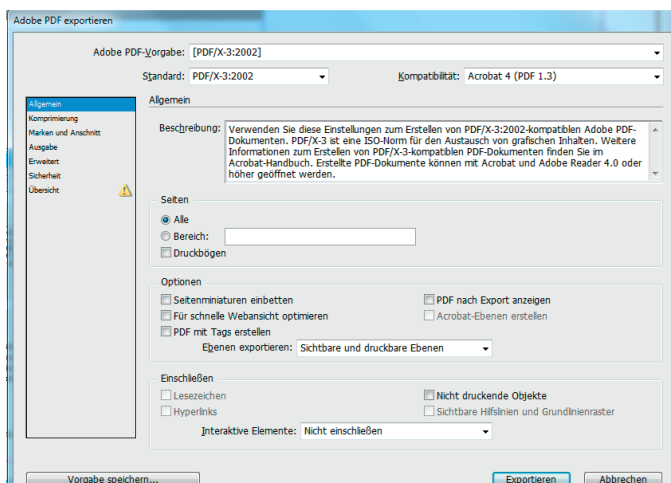 Adobe PDF exportieren
Adobe PDF-Vorgabe: [PDF/X-3:2002]
Standard: PDF/X-3:2002 Kompatibilität: Acrobat 4 (PDF 1.3)
Allgemein
Komprimierung
Marken und Anschnitt
Ausgabe
Erweitert
Sicherheit
Übersicht
Allgemein
Beschreibung: Verwenden Sie diese Einstellungen zum Erstellen von PDF/X-3:2002-kompatiblen Adobe PDF-
Dokumenten. PDF/X-3 ist eine ISO-Norm für den Austausch von grafischen Inhalten. Weitere
Informationen zum Erstellen von PDF/X-3-kompatiblen PDF-Dokumenten finden Sie im
Acrobat-Handbuch. Erstellte PDF-Dokumente können mit Acrobat und Adobe Reader 4.0 oder
höher geöffnet werden.
Seiten
Alle
Bereich:
Druckbögen
Optionen
Seitenminiaturen einbetten PDF nach Export anzeigen
Für schnelle Webansicht optimieren Acrobat-Ebenen erstellen
PDF mit Tags erstellen
Ebenen exportieren: Sichtbare und druckbare Ebenen
Einschließen
Lesezeichen Nicht druckende Objekte
Hyperlinks Sichtbare Hilfslinien und Grundlinienraster
Interaktive Elemente: Nicht einschließen
Vorgabe speichern... Exportieren Abbrechen